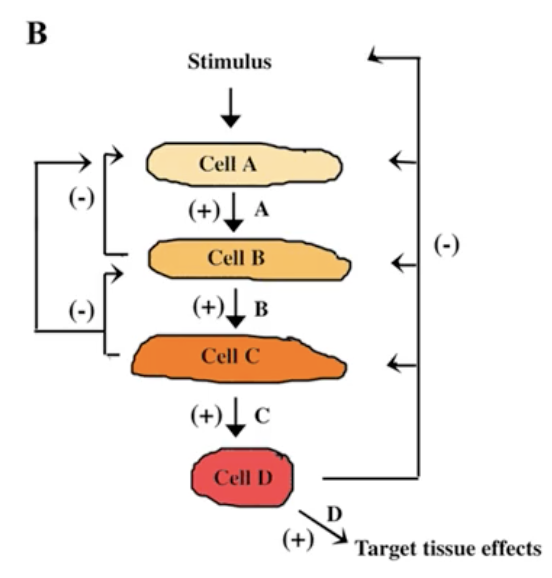 B
Stimulus
Cell A
(-)
(+) A
(-)
Cell B
(-)
(+) B
Cell C
(+) C
Cell D
D
(+)
Target tissue effects